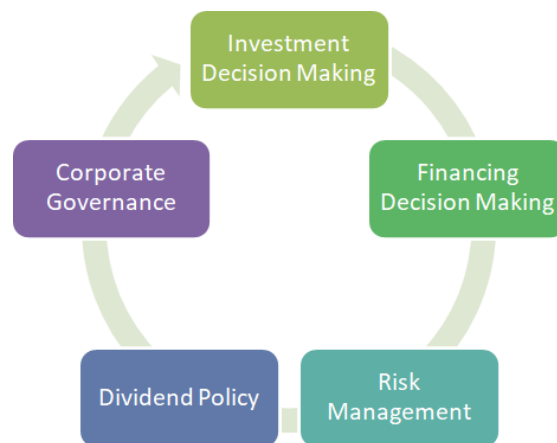 Investment
Decision Making
Financing
Decision Making
Risk
Management
Dividend Policy
Corporate
Governance